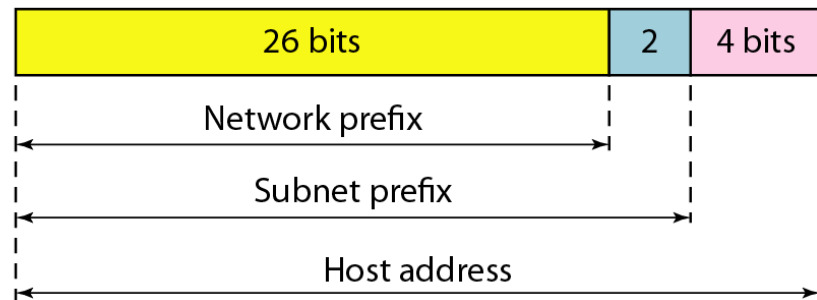 26 bits 2 4 bits
Network prefix
Subnet prefix
Host address